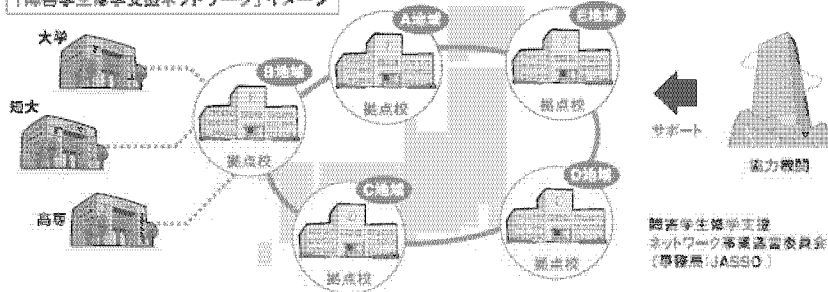 「障害学生修学支援ネットワーク」イメージ
大学
短大
高専
A地域
拠点校
B地域
拠点校
C地域
拠点校
D地域
拠点校
E地域
拠点校
サポート
協力機関
障害学生修学支援
ネットワーク事業運営委員会
(事務局:JASSO)